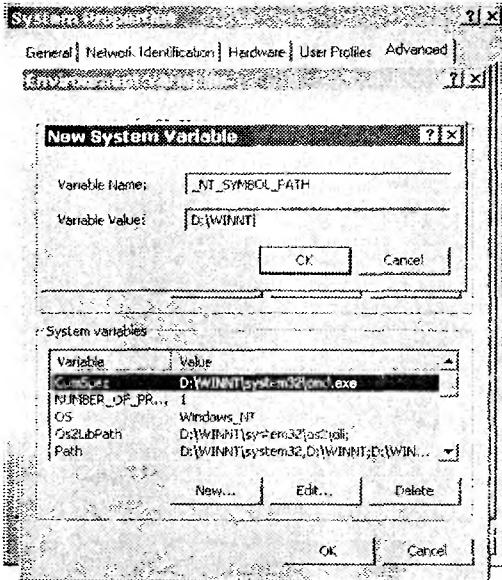 System Properties
General Network Identification Hardware User Profiles Advanced
New System Variable
Variable Name: _NT_SYMBOL_PATH
Variable Value: D:\WINNT
OK Cancel
System variables
Variable Value
ComSpec D:\WINNT\system32\cmd.exe
NUMBER_OF_PR... 1
OS Windows_NT
Os2LibPath D:\WINNT\system32\os2\dll;
Path D:\WINNT\system32;D:\WINNT;D:\WIN...
New... Edit... Delete
OK Cancel